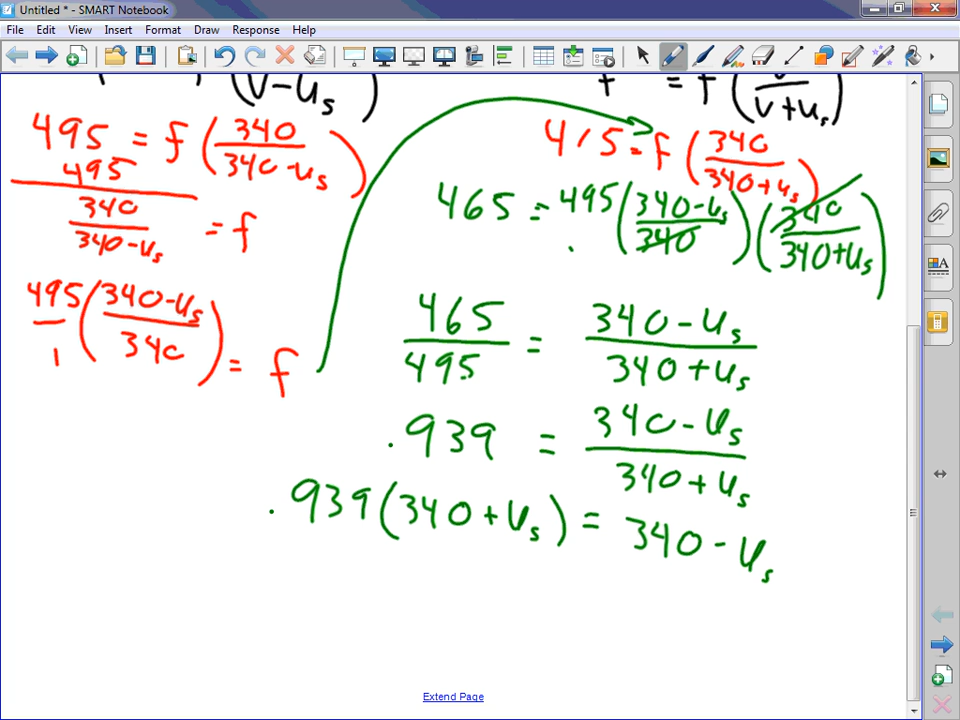 Untitled * - SMART Notebook
File Edit View Insert Format Draw Response Help
(v-us)
f = f(v/v+us)
495 = f(340/340-us)
495/(340/340-us) = f
495/1(340-us/340) = f
415 = f(340/340+us)
465 = 495(340-us/340)(340/340+us)
465/495 = 340-us/340+us
.939 = 340-us/340+us
.939(340+us) = 340-us
Extend Page